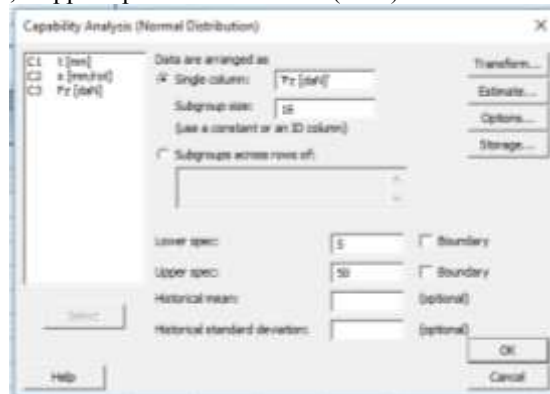 Capability Analysis (Normal Distribution)
C1 t [mm]
C2 s [mm/rot]
C3 Fz [daN]
Data are arranged as
Single column: 'Fz [daN]'
Subgroup size: 16
(use a constant or an ID column)
Subgroups across rows of:
Transform...
Estimate...
Options...
Storage...
Lower spec: 5 Boundary
Upper spec: 50 Boundary
Historical mean: (optional)
Historical standard deviation: (optional)
Select
OK
Help
Cancel